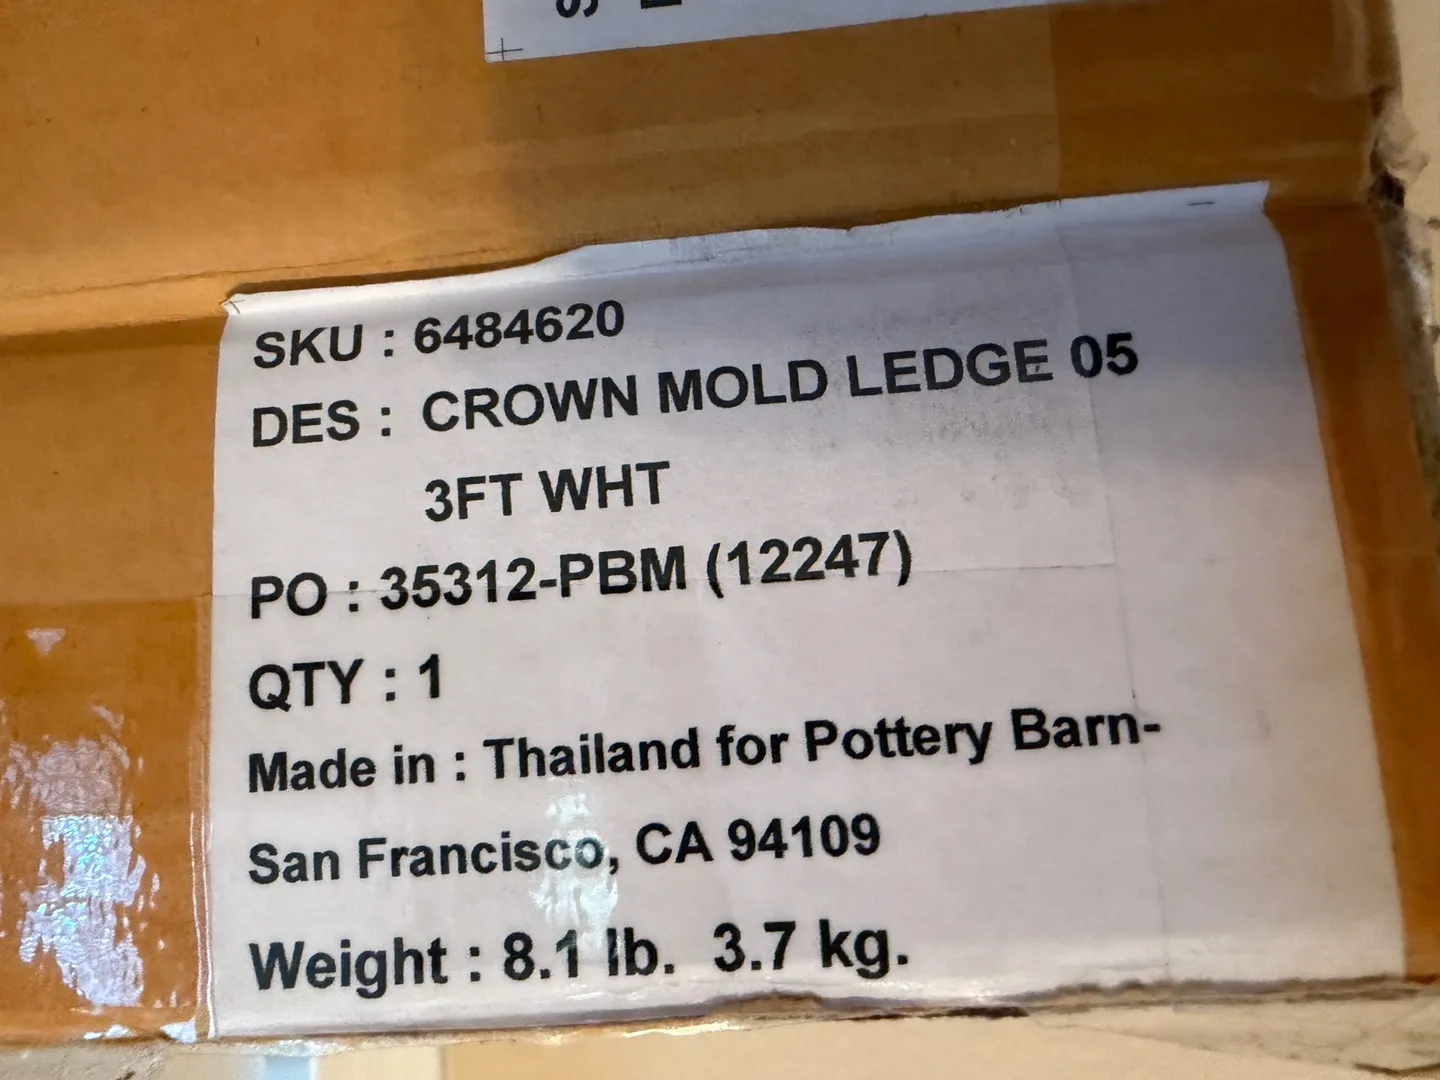 SKU : 6484620
DES : CROWN MOLD LEDGE 05
3FT WHT
PO : 35312-PBM (12247)
QTY : 1
Made in : Thailand for Pottery Barn-
San Francisco, CA 94109
Weight : 8.1 lb. 3.7 kg.